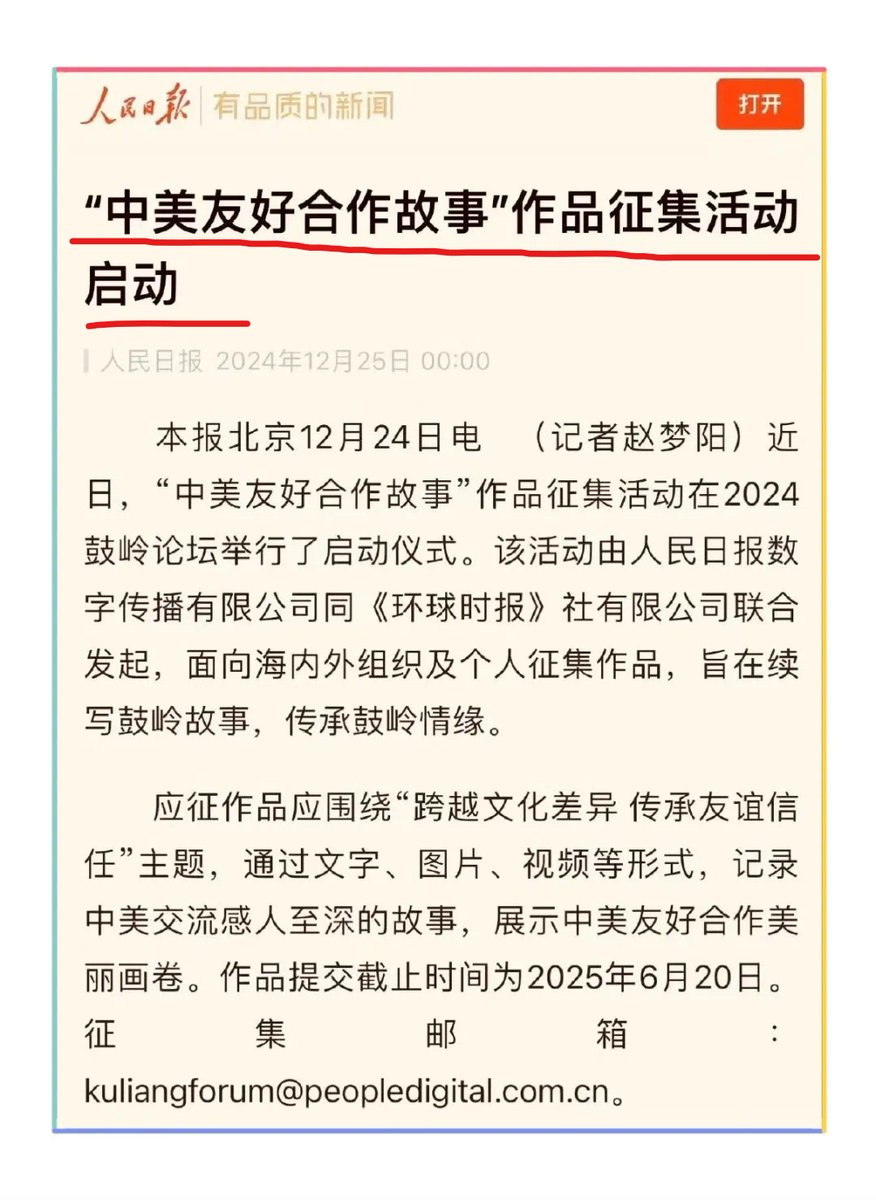 人民日报 有品质的新闻 打开
“中美友好合作故事”作品征集活动
启动
人民日报 2024年12月25日 00:00
本报北京12月24日电 （记者赵梦阳）近
日，“中美友好合作故事”作品征集活动在2024
鼓岭论坛举行了启动仪式。该活动由人民日报数
字传播有限公司同《环球时报》社有限公司联合
发起，面向海内外组织及个人征集作品，旨在续
写鼓岭故事，传承鼓岭情缘。
应征作品应围绕“跨越文化差异 传承友谊信
任”主题，通过文字、图片、视频等形式，记录
中美交流感人至深的故事，展示中美友好合作美
丽画卷。作品提交截止时间为2025年6月20日。
征集邮箱：
kuliangforum@peopledigital.com.cn。